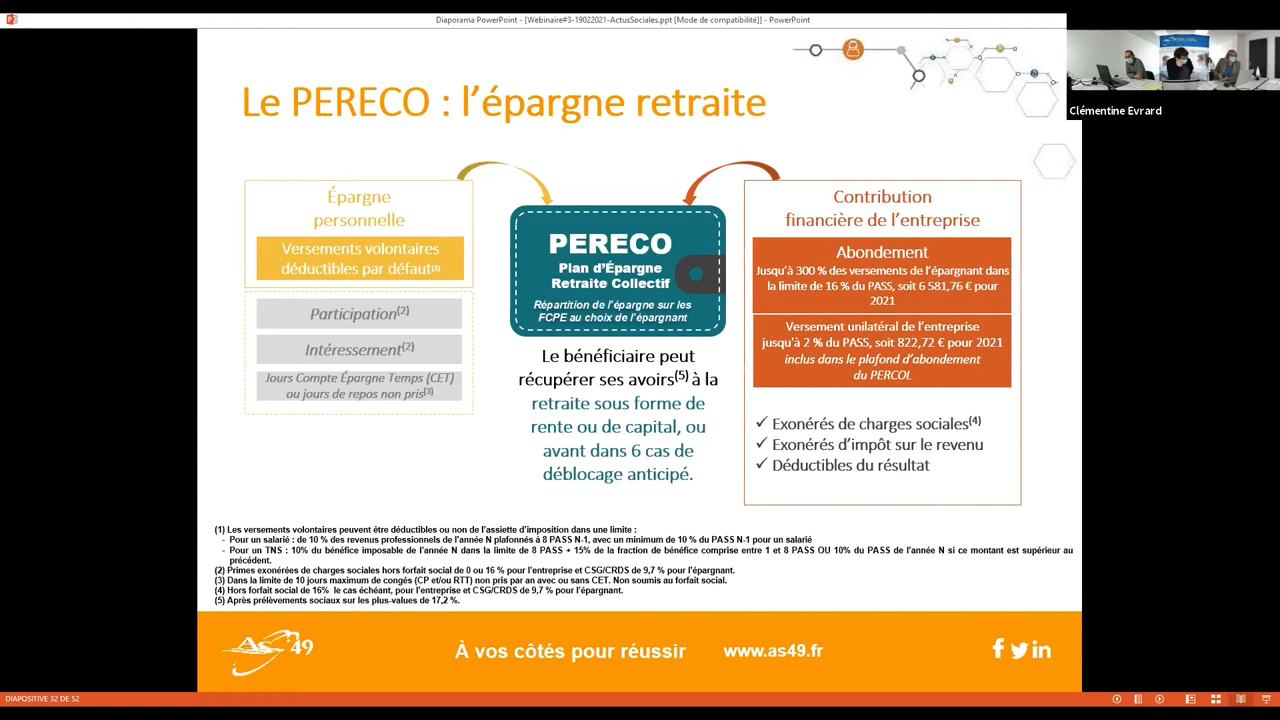 Diaporama PowerPoint - [Webinaire#3-19022021-ActusSociales.ppt [Mode de compatibilité]] - PowerPoint
Clémentine Evrard
Le PERECO : l’épargne retraite
Épargne
personnelle
Versements volontaires
déductibles par défaut(1)
Participation(2)
Intéressement(2)
Jours Compte Épargne Temps (CET)
ou jours de repos non pris(3)
PERECO
Plan d’Épargne
Retraite Collectif
Répartition de l’épargne sur les
FCPE au choix de l’épargnant
Le bénéficiaire peut
récupérer ses avoirs(5) à la
retraite sous forme de
rente ou de capital, ou
avant dans 6 cas de
déblocage anticipé.
Contribution
financière de l’entreprise
Abondement
Jusqu’à 300 % des versements de l’épargnant dans
la limite de 16 % du PASS, soit 6 581,76 € pour
2021
Versement unilatéral de l’entreprise
jusqu'à 2 % du PASS, soit 822,72 € pour 2021
inclus dans le plafond d’abondement
du PERCOL
✓ Exonérés de charges sociales(4)
✓ Exonérés d’impôt sur le revenu
✓ Déductibles du résultat
(1) Les versements volontaires peuvent être déductibles ou non de l’assiette d’imposition dans une limite :
- Pour un salarié : de 10 % des revenus professionnels de l’année N plafonnés à 8 PASS N-1, avec un minimum de 10 % du PASS N-1 pour un salarié
- Pour un TNS : 10% du bénéfice imposable de l’année N dans la limite de 8 PASS + 15% de la fraction de bénéfice comprise entre 1 et 8 PASS OU 10% du PASS de l’année N si ce montant est supérieur au
précédent.
(2) Primes exonérées de charges sociales hors forfait social de 0 ou 16 % pour l’entreprise et CSG/CRDS de 9,7 % pour l’épargnant.
(3) Dans la limite de 10 jours maximum de congés (CP et/ou RTT) non pris par an avec ou sans CET. Non soumis au forfait social.
(4) Hors forfait social de 16% le cas échéant, pour l’entreprise et CSG/CRDS de 9,7 % pour l’épargnant.
(5) Après prélèvements sociaux sur les plus-values de 17,2 %.
As 49
À vos côtés pour réussir
www.as49.fr
DIAPOSITIVE 32 DE 52